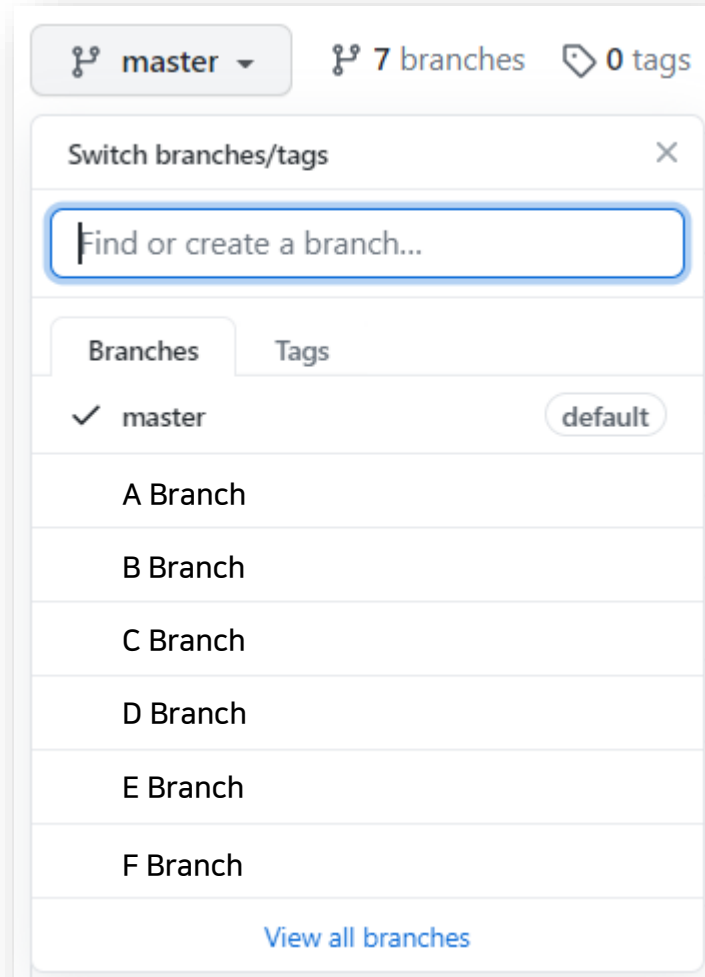 master 7 branches 0 tags
Switch branches/tags
Find or create a branch...
Branches Tags
master default
A Branch
B Branch
C Branch
D Branch
E Branch
F Branch
View all branches